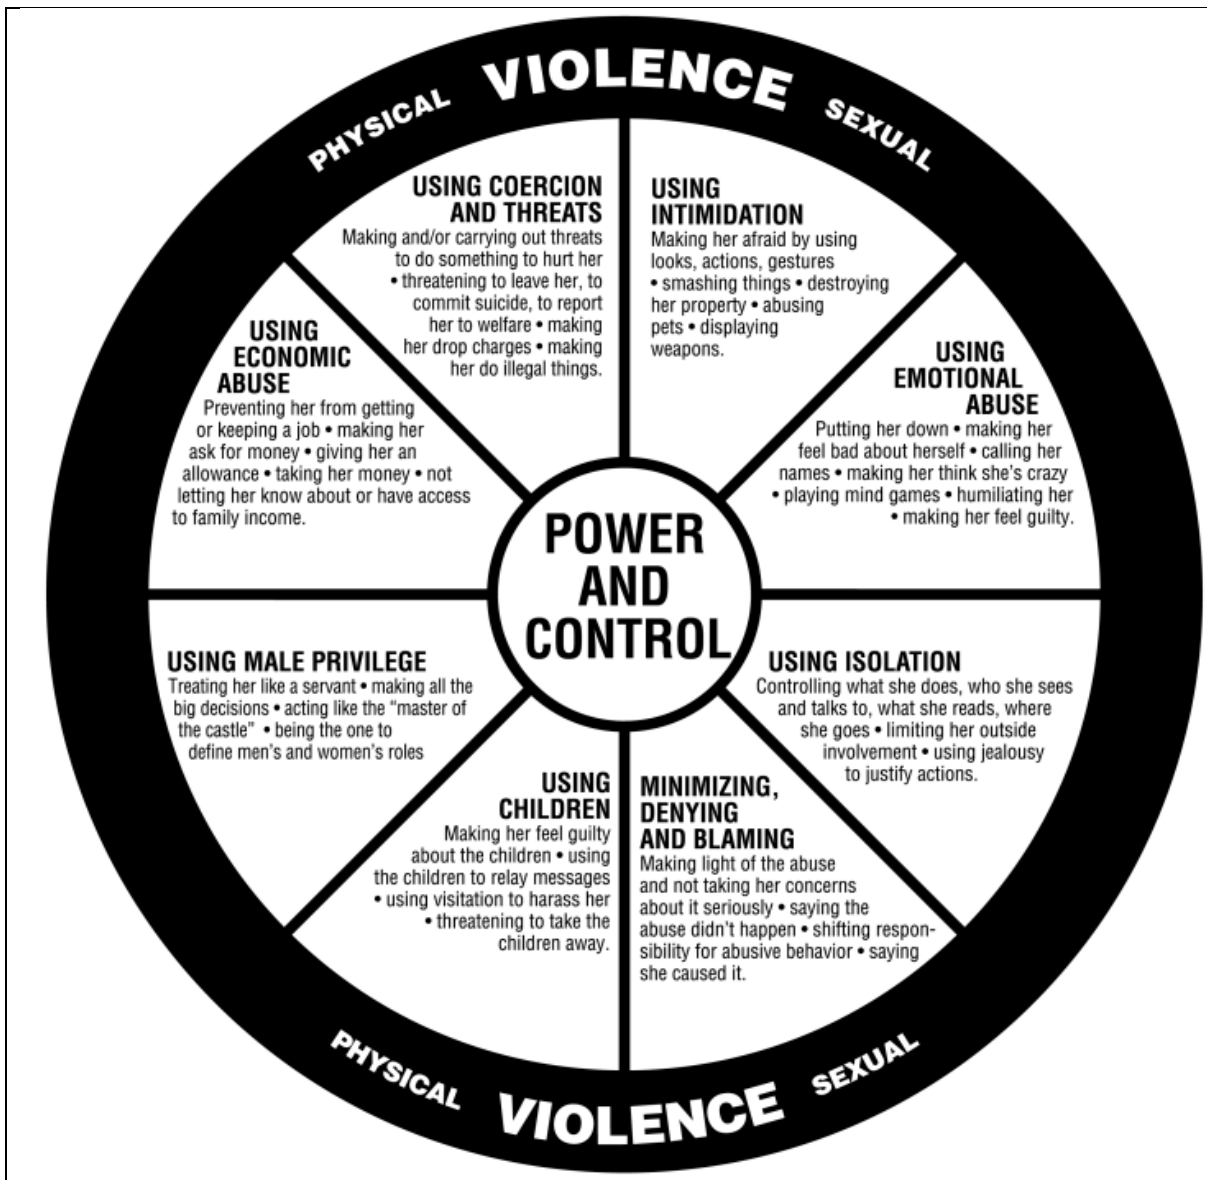 PHYSICAL VIOLENCE SEXUAL
USING COERCION
AND THREATS
Making and/or carrying out threats
to do something to hurt her
• threatening to leave her, to
commit suicide, to report
her to welfare • making
her drop charges • making
her do illegal things.
USING
INTIMIDATION
Making her afraid by using
looks, actions, gestures
• smashing things • destroying
her property • abusing
pets • displaying
weapons.
USING
ECONOMIC
ABUSE
Preventing her from getting
or keeping a job • making her
ask for money • giving her an
allowance • taking her money • not
letting her know about or have access
to family income.
USING
EMOTIONAL
ABUSE
Putting her down • making her
feel bad about herself • calling her
names • making her think she's crazy
• playing mind games • humiliating her
• making her feel guilty.
POWER
AND
CONTROL
USING MALE PRIVILEGE
Treating her like a servant • making all the
big decisions • acting like the “master of
the castle” • being the one to
define men's and women's roles
USING ISOLATION
Controlling what she does, who she sees
and talks to, what she reads, where
she goes • limiting her outside
involvement • using jealousy
to justify actions.
USING
CHILDREN
Making her feel guilty
about the children • using
the children to relay messages
• using visitation to harass her
• threatening to take the
children away.
MINIMIZING,
DENYING
AND BLAMING
Making light of the abuse
and not taking her concerns
about it seriously • saying the
abuse didn't happen • shifting respon-
sibility for abusive behavior • saying
she caused it.
PHYSICAL VIOLENCE SEXUAL